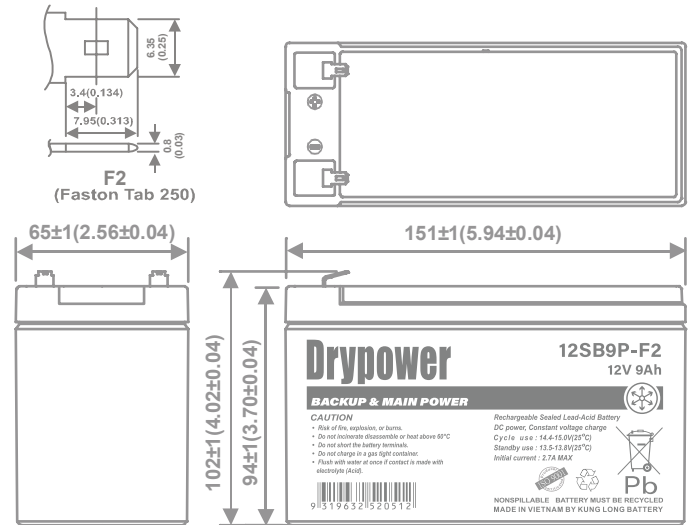 6.35
(0.25)
3.4(0.134)
7.95(0.313)
0.8
(0.03)
F2
(Faston Tab 250)
65±1(2.56±0.04)
151±1(5.94±0.04)
102±1(4.02±0.04)
94±1(3.70±0.04)
Drypower
12SB9P-F2
12V 9Ah
BACKUP & MAIN POWER
CAUTION
• Risk of fire, explosion, or burns.
• Do not incinerate disassemble or heat above 60°C
• Do not short the battery terminals.
• Do not charge in a gas tight container.
• Flush with water at once if contact is made with
electrolyte (Acid).
9 319632 520512
Rechargeable Sealed Lead-Acid Battery
DC power, Constant voltage charge
Cycle use : 14.4-15.0V(25°C)
Standby use : 13.5-13.8V(25°C)
Initial current : 2.7A MAX
ISO 9001
Pb
NONSPILLABLE BATTERY MUST BE RECYCLED
MADE IN VIETNAM BY KUNG LONG BATTERY